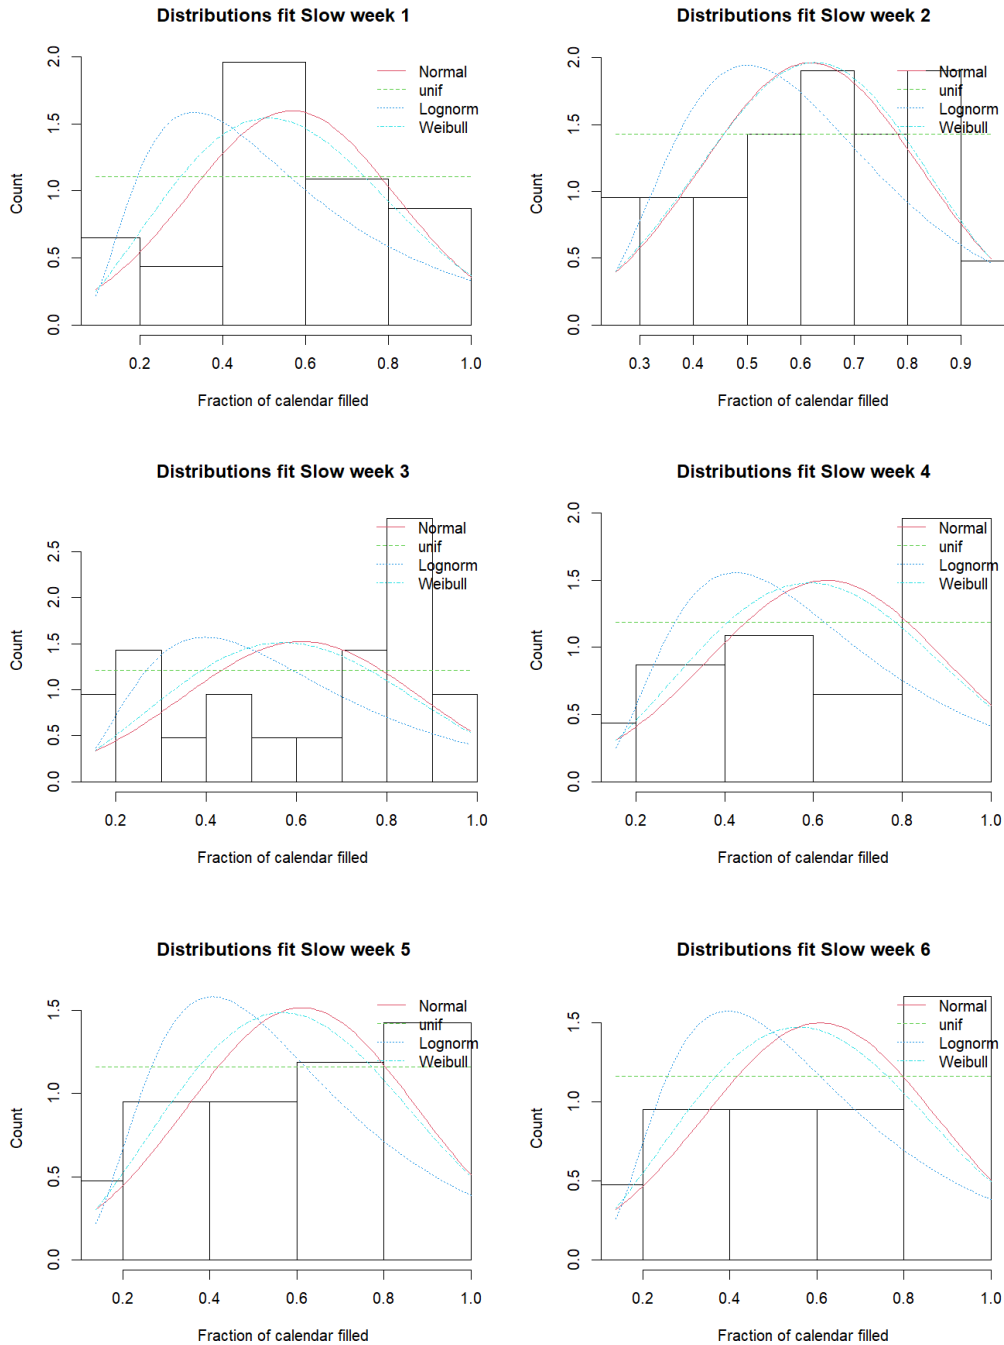 Distributions fit Slow week 1
Count
2.0
1.5
1.0
0.5
0.0
Normal
unif
Lognorm
Weibull
0.2 0.4 0.6 0.8 1.0
Fraction of calendar filled
Distributions fit Slow week 2
Count
2.0
1.5
1.0
0.5
0.0
Normal
unif
Lognorm
Weibull
0.3 0.4 0.5 0.6 0.7 0.8 0.9
Fraction of calendar filled
Distributions fit Slow week 3
Count
2.5
2.0
1.5
1.0
0.5
0.0
Normal
unif
Lognorm
Weibull
0.2 0.4 0.6 0.8 1.0
Fraction of calendar filled
Distributions fit Slow week 4
Count
2.0
1.5
1.0
0.5
0.0
Normal
unif
Lognorm
Weibull
0.2 0.4 0.6 0.8 1.0
Fraction of calendar filled
Distributions fit Slow week 5
Count
1.5
1.0
0.5
0.0
Normal
unif
Lognorm
Weibull
0.2 0.4 0.6 0.8 1.0
Fraction of calendar filled
Distributions fit Slow week 6
Count
1.5
1.0
0.5
0.0
Normal
unif
Lognorm
Weibull
0.2 0.4 0.6 0.8 1.0
Fraction of calendar filled